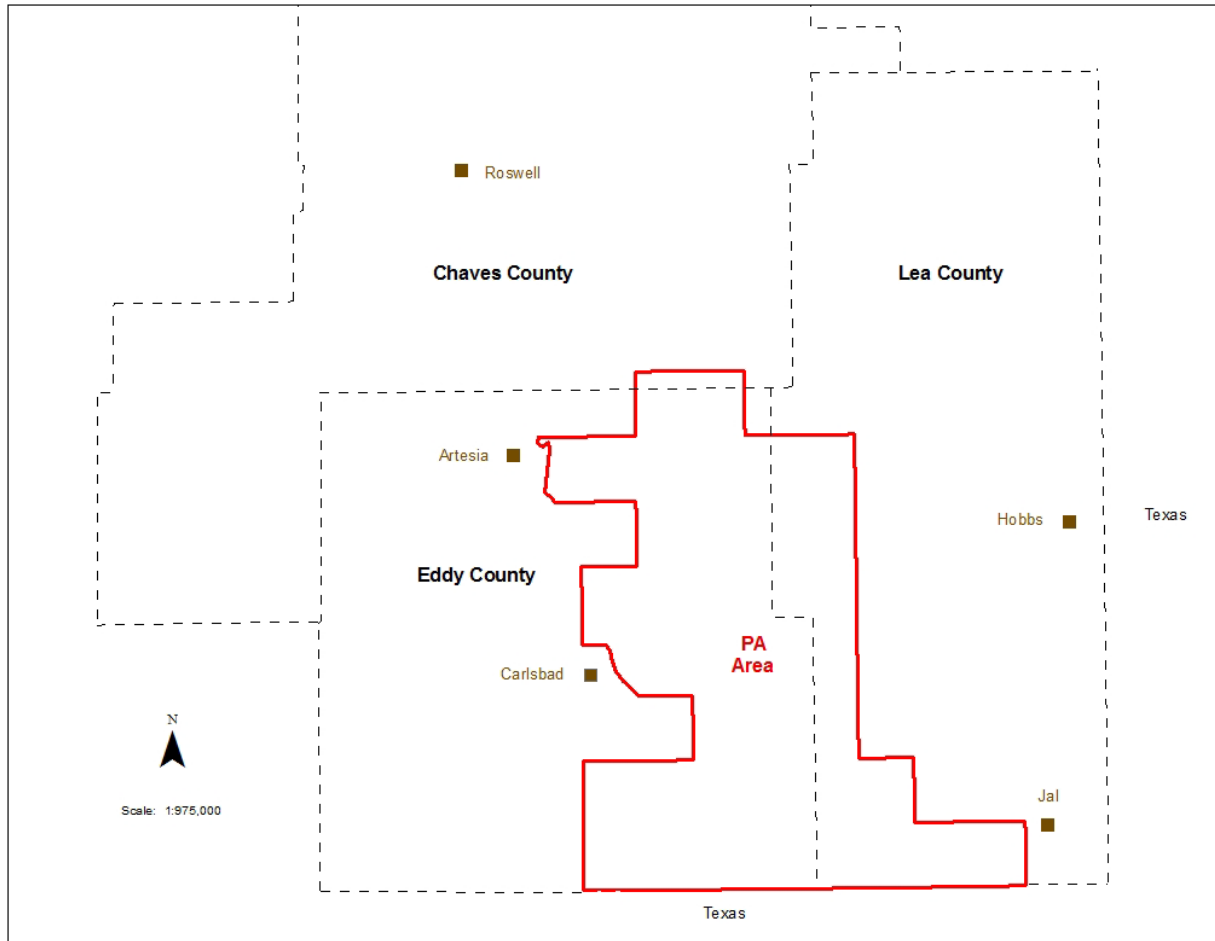 Roswell
Chaves County
Lea County
Artesia
Hobbs
Texas
Eddy County
PA
Area
Carlsbad
N
Jal
Scale: 1:975,000
Texas